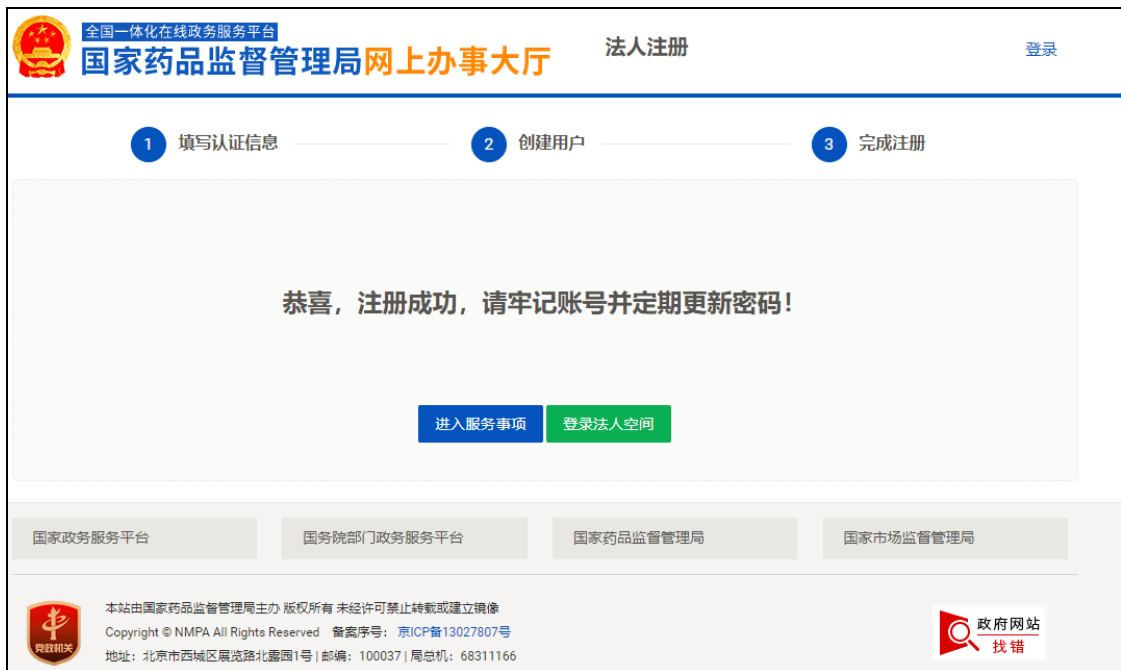 全国一体化在线政务服务平台
国家药品监督管理局网上办事大厅
法人注册
登录
1 填写认证信息
2 创建用户
3 完成注册
恭喜，注册成功，请牢记账号并定期更新密码！
进入服务事项
登录法人空间
国家政务服务平台
国务院部门政务服务平台
国家药品监督管理局
国家市场监督管理局
党政机关
本站由国家药品监督管理局主办 版权所有 未经许可禁止转载或建立镜像
Copyright © NMPA All Rights Reserved 备案序号：京ICP备13027807号
地址：北京市西城区展览路北露园1号 | 邮编：100037 | 局总机：68311166
政府网站
找错